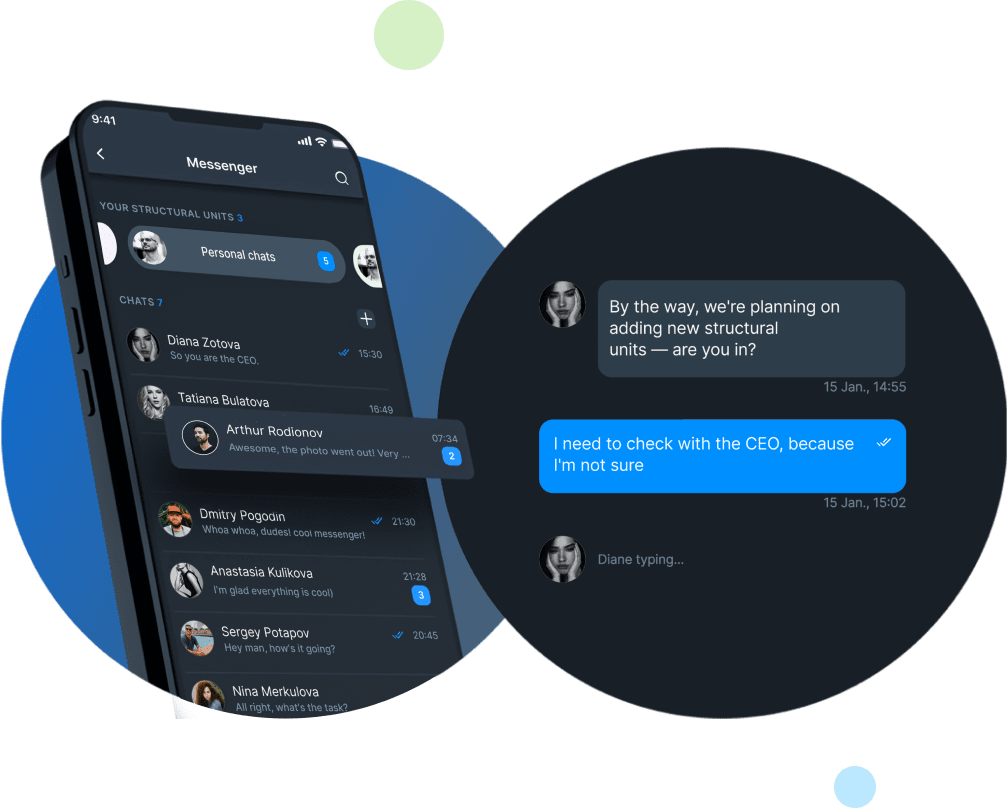 9:41
Messenger
YOUR STRUCTURAL UNITS 3
Personal chats
5
CHATS 7
+
Diana Zotova
So you are the CEO.
15:30
Tatiana Bulatova
16:49
Arthur Rodionov
07:34
Awesome, the photo went out! Very ...
2
Dmitry Pogodin
21:30
Whoa whoa, dudes! cool messenger!
Anastasia Kulikova
21:28
I'm glad everything is cool)
3
Sergey Potapov
20:45
Hey man, how's it going?
Nina Merkulova
All right, what's the task?
By the way, we're planning on
adding new structural
units — are you in?
15 Jan., 14:55
I need to check with the CEO, because
I'm not sure
15 Jan., 15:02
Diane typing...